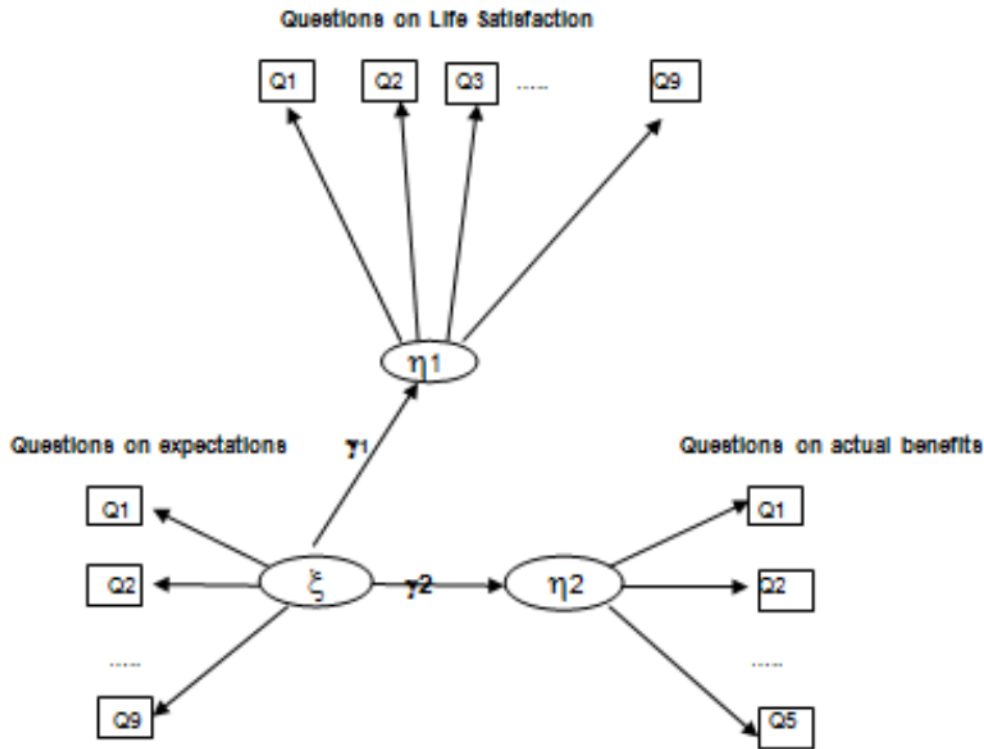 Questions on Life Satisfaction
Q1 Q2 Q3 ..... Q9
η1
Questions on expectations γ1 Questions on actual benefits
Q1 Q1
Q2 ξ γ2 η2 Q2
..... .....
Q9 Q5